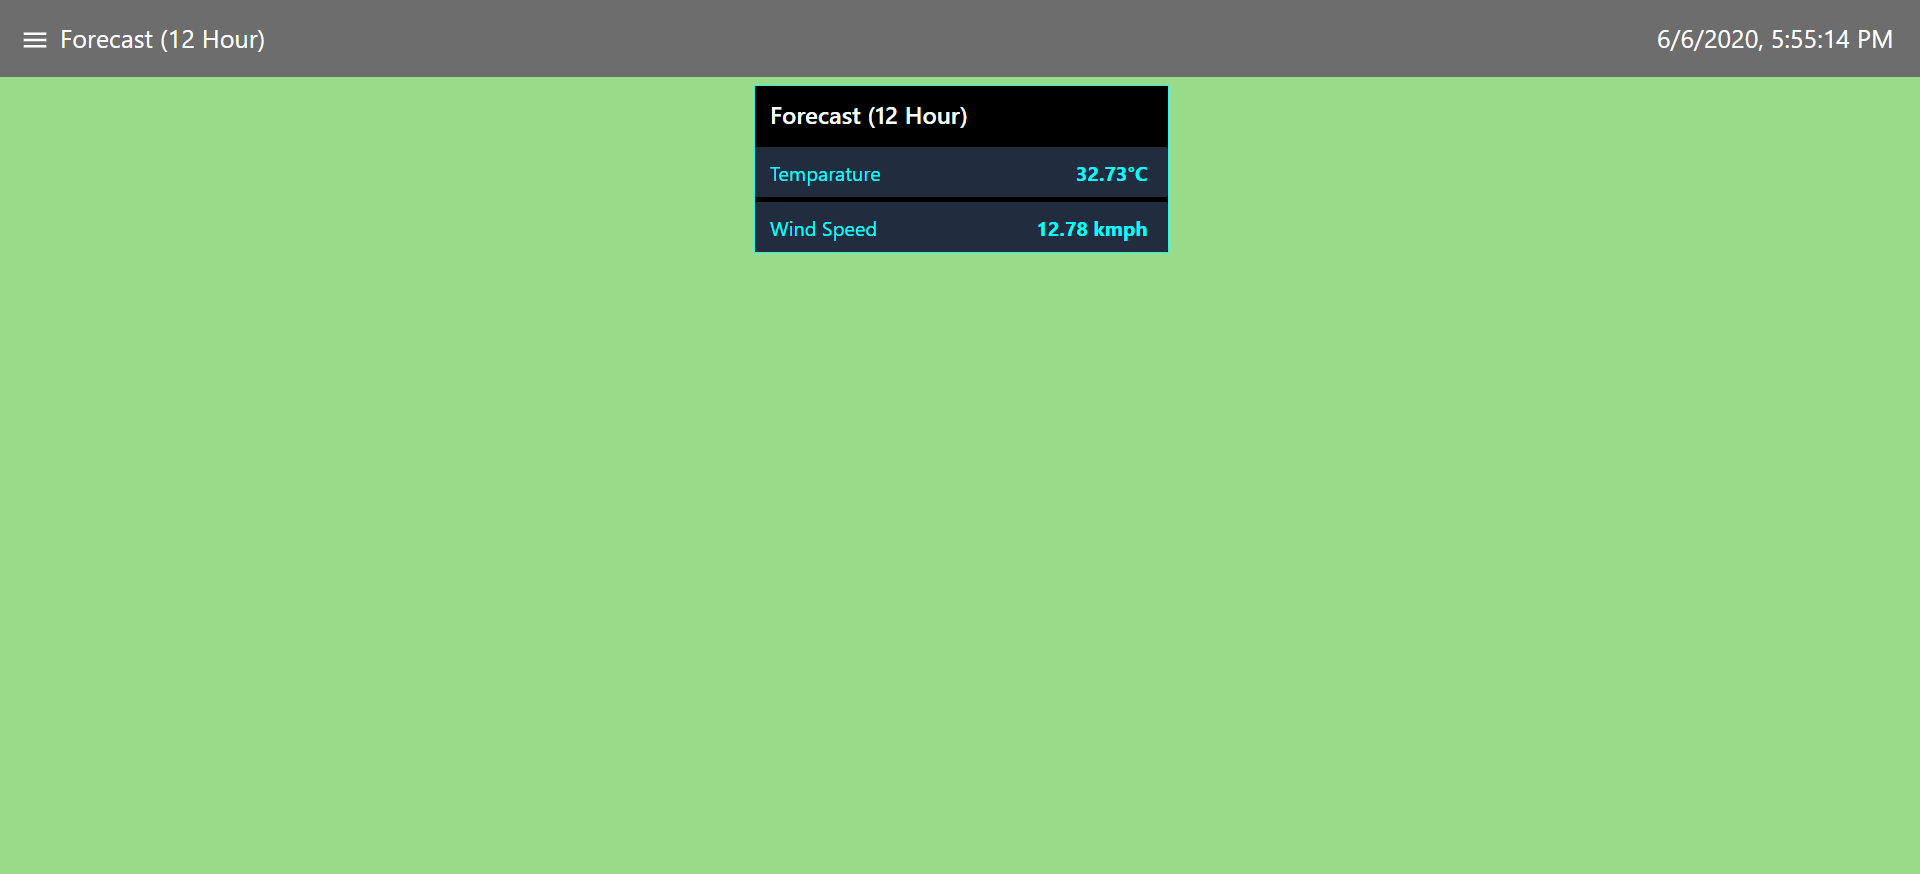 Forecast (12 Hour)
6/6/2020, 5:55:14 PM
Forecast (12 Hour)
Temparature 32.73°C
Wind Speed 12.78 kmph